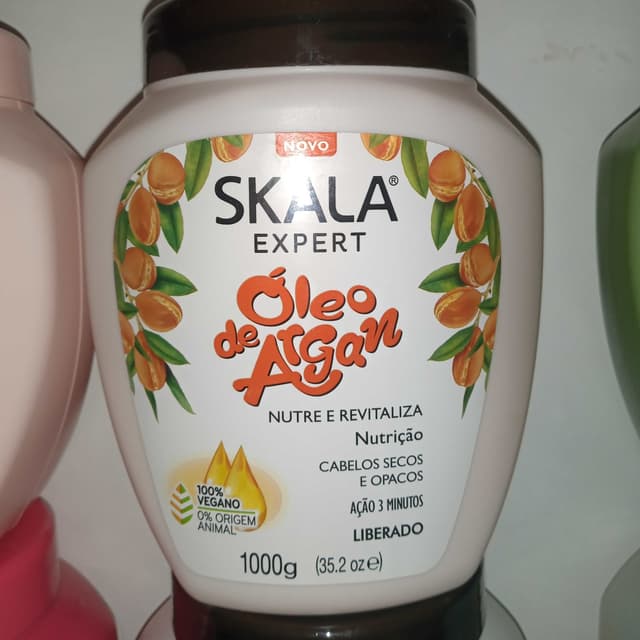 NOVO
SKALA®
EXPERT
Óleo
de Argan
NUTRE E REVITALIZA
Nutrição
CABELOS SECOS
E OPACOS
AÇÃO 3 MINUTOS
LIBERADO
100%
VEGANO
0% ORIGEM
ANIMAL
1000g (35.2 oz e)